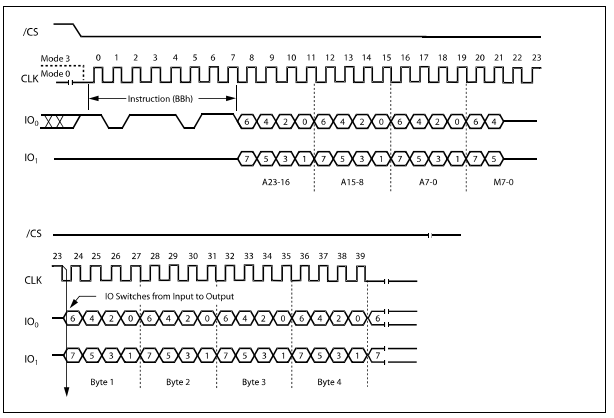 /CS
Mode 3
0 1 2 3 4 5 6 7 8 9 10 11 12 13 14 15 16 17 18 19 20 21 22 23
CLK
Mode 0
Instruction (BBh)
IO0
6 4 2 0 6 4 2 0 6 4 2 0 6 4
IO1
7 5 3 1 7 5 3 1 7 5 3 1 7 5
A23-16 A15-8 A7-0 M7-0
/CS
23 24 25 26 27 28 29 30 31 32 33 34 35 36 37 38 39
CLK
IO Switches from Input to Output
IO0
6 4 2 0 6 4 2 0 6 4 2 0 6 4 2 0 6
IO1
7 5 3 1 7 5 3 1 7 5 3 1 7 5 3 1 7
Byte 1 Byte 2 Byte 3 Byte 4